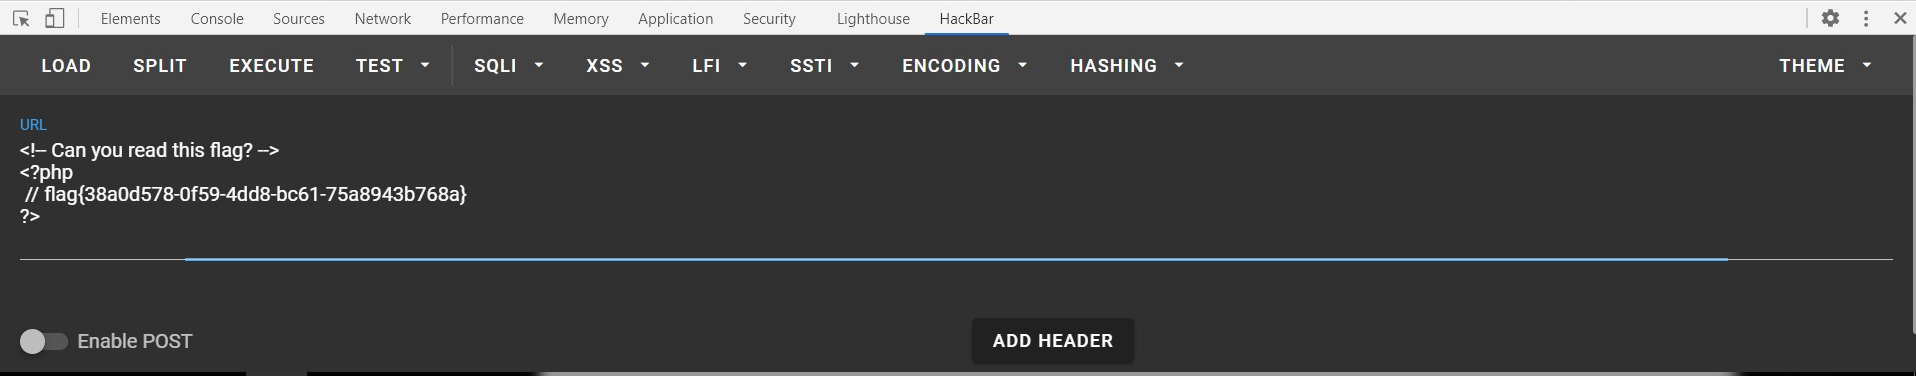 Elements Console Sources Network Performance Memory Application Security Lighthouse HackBar
LOAD SPLIT EXECUTE TEST SQLI XSS LFI SSTI ENCODING HASHING THEME
URL
<!-- Can you read this flag? -->
<?php
// flag{38a0d578-0f59-4dd8-bc61-75a8943b768a}
?>
Enable POST ADD HEADER